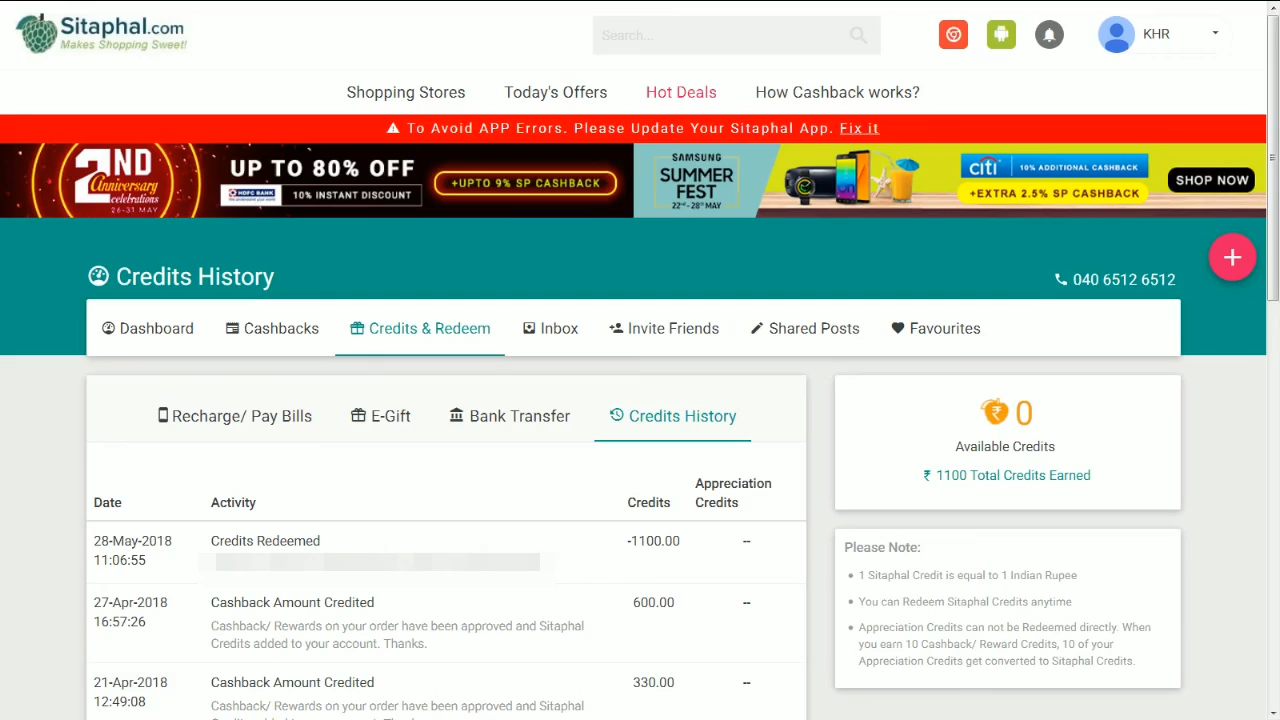 Sitaphal.com
Makes Shopping Sweet!
Search...
KHR
Shopping Stores Today's Offers Hot Deals How Cashback works?
To Avoid APP Errors. Please Update Your Sitaphal App. Fix it
2ND
Anniversary
celebrations
26-31 MAY
UP TO 80% OFF
HDFC BANK
10% INSTANT DISCOUNT
+UPTO 9% SP CASHBACK
SAMSUNG
SUMMER
FEST
22nd-28th MAY
citi 10% ADDITIONAL CASHBACK
+EXTRA 2.5% SP CASHBACK
SHOP NOW
Credits History
040 6512 6512
Dashboard Cashbacks Credits & Redeem Inbox Invite Friends Shared Posts Favourites
Recharge/ Pay Bills E-Gift Bank Transfer Credits History
Date Activity Credits Appreciation Credits
28-May-2018 Credits Redeemed -1100.00 --
11:06:55
27-Apr-2018 Cashback Amount Credited 600.00 --
16:57:26
Cashback/ Rewards on your order have been approved and Sitaphal
Credits added to your account. Thanks.
21-Apr-2018 Cashback Amount Credited 330.00 --
12:49:08
Cashback/ Rewards on your order have been approved and Sitaphal
₹ 0
Available Credits
₹ 1100 Total Credits Earned
Please Note:
• 1 Sitaphal Credit is equal to 1 Indian Rupee
• You can Redeem Sitaphal Credits anytime
• Appreciation Credits can not be Redeemed directly. When
you earn 10 Cashback/ Reward Credits, 10 of your
Appreciation Credits get converted to Sitaphal Credits.